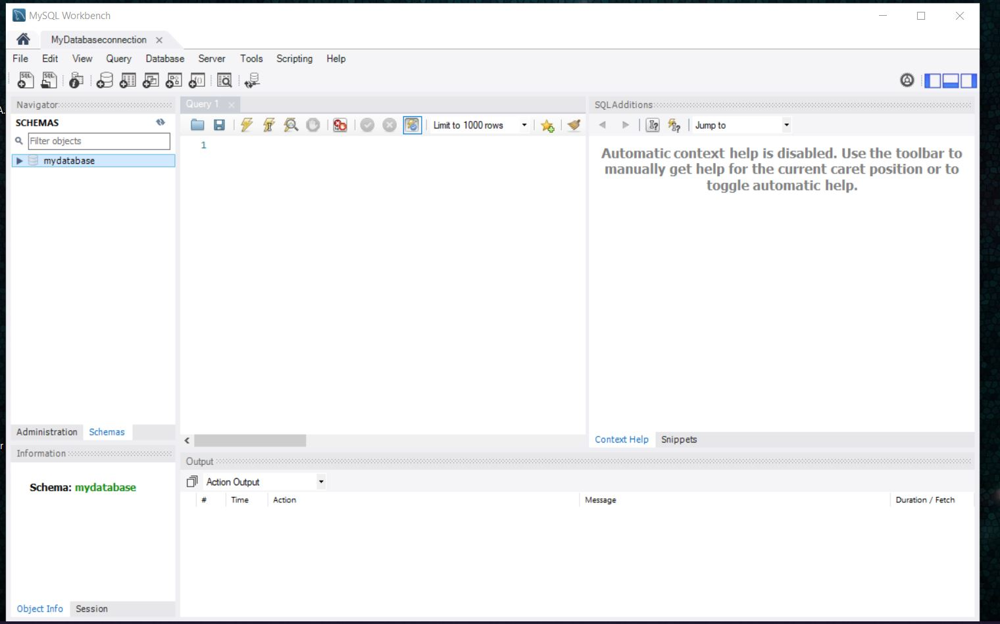 MySQL Workbench
MyDatabaseconnection
File Edit View Query Database Server Tools Scripting Help
SQL SQL
Navigator
SCHEMAS
Filter objects
mydatabase
Administration Schemas
Information
Schema: mydatabase
Object Info Session
Query 1
Limit to 1000 rows
1
SQLAdditions
Jump to
Automatic context help is disabled. Use the toolbar to
manually get help for the current caret position or to
toggle automatic help.
Context Help Snippets
Output
Action Output
# Time Action Message Duration / Fetch
A.
r